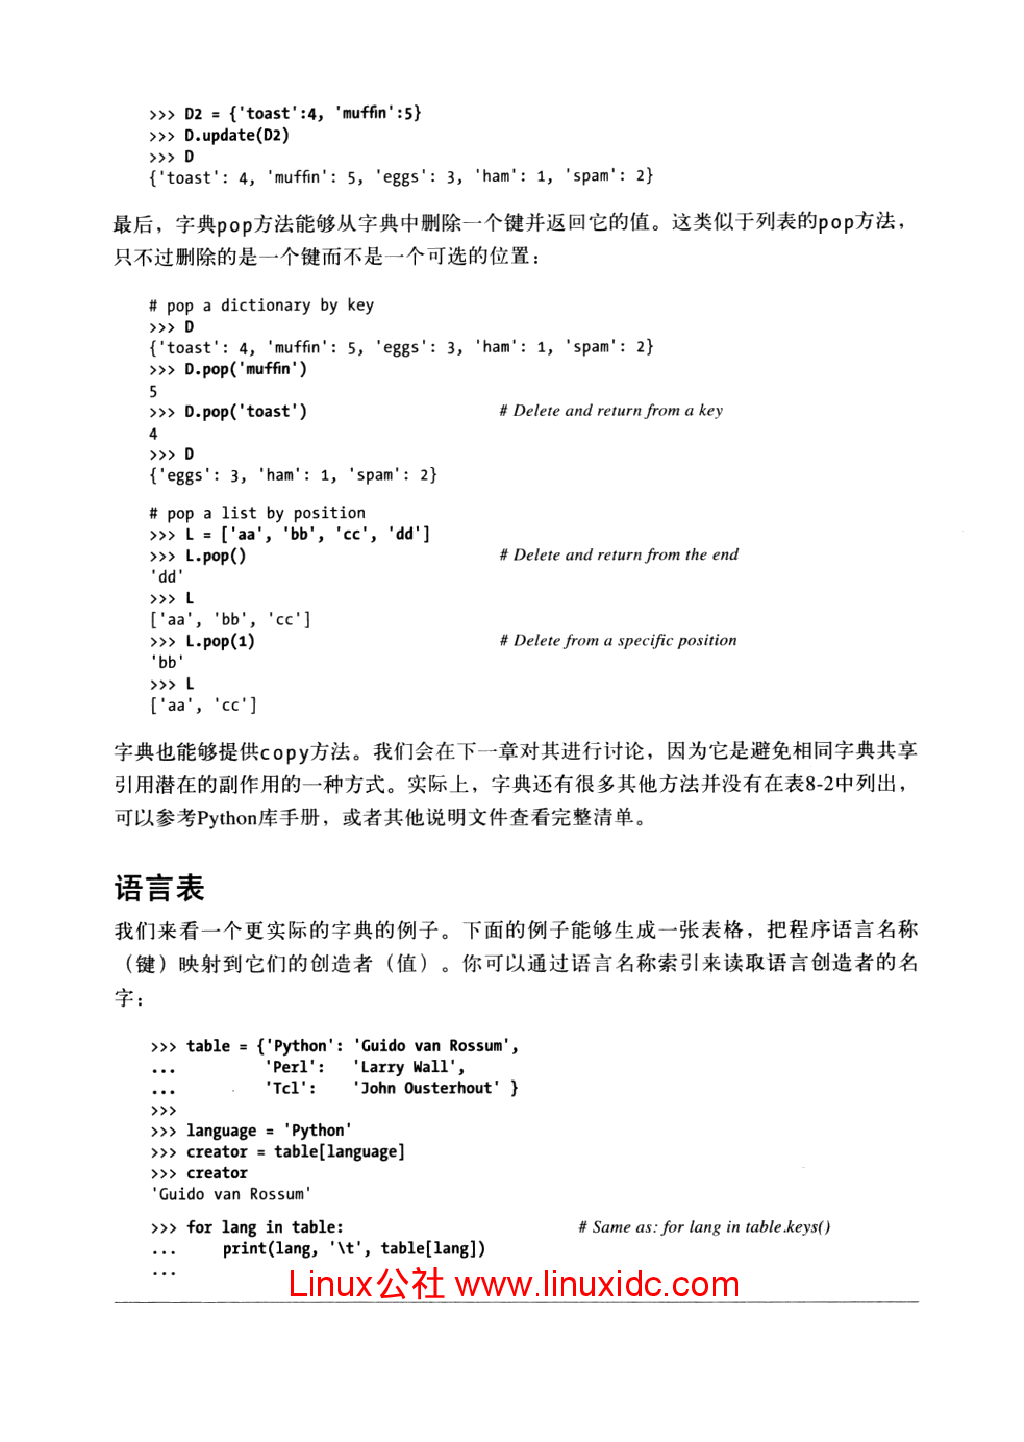 >>> D2 = {'toast':4, 'muffin':5}
>>> D.update(D2)
>>> D
{'toast': 4, 'muffin': 5, 'eggs': 3, 'ham': 1, 'spam': 2}
最后，字典pop方法能够从字典中删除一个键并返回它的值。这类似于列表的pop方法，
只不过删除的是一个键而不是一个可选的位置：
# pop a dictionary by key
>>> D
{'toast': 4, 'muffin': 5, 'eggs': 3, 'ham': 1, 'spam': 2}
>>> D.pop('muffin')
5
>>> D.pop('toast') # Delete and return from a key
4
>>> D
{'eggs': 3, 'ham': 1, 'spam': 2}
# pop a list by position
>>> L = ['aa', 'bb', 'cc', 'dd']
>>> L.pop() # Delete and return from the end
'dd'
>>> L
['aa', 'bb', 'cc']
>>> L.pop(1) # Delete from a specific position
'bb'
>>> L
['aa', 'cc']
字典也能够提供copy方法。我们会在下一章对其进行讨论，因为它是避免相同字典共享
引用潜在的副作用的一种方式。实际上，字典还有很多其他方法并没有在表8-2中列出，
可以参考Python库手册，或者其他说明文件查看完整清单。
语言表
我们来看一个更实际的字典的例子。下面的例子能够生成一张表格，把程序语言名称
（键）映射到它们的创造者（值）。你可以通过语言名称索引来读取语言创造者的名
字：
>>> table = {'Python': 'Guido van Rossum',
... 'Perl': 'Larry Wall',
... 'Tcl': 'John Ousterhout' }
>>>
>>> language = 'Python'
>>> creator = table[language]
>>> creator
'Guido van Rossum'
>>> for lang in table: # Same as: for lang in table.keys()
... print(lang, '\t', table[lang])
...
Linux公社 www.linuxidc.com